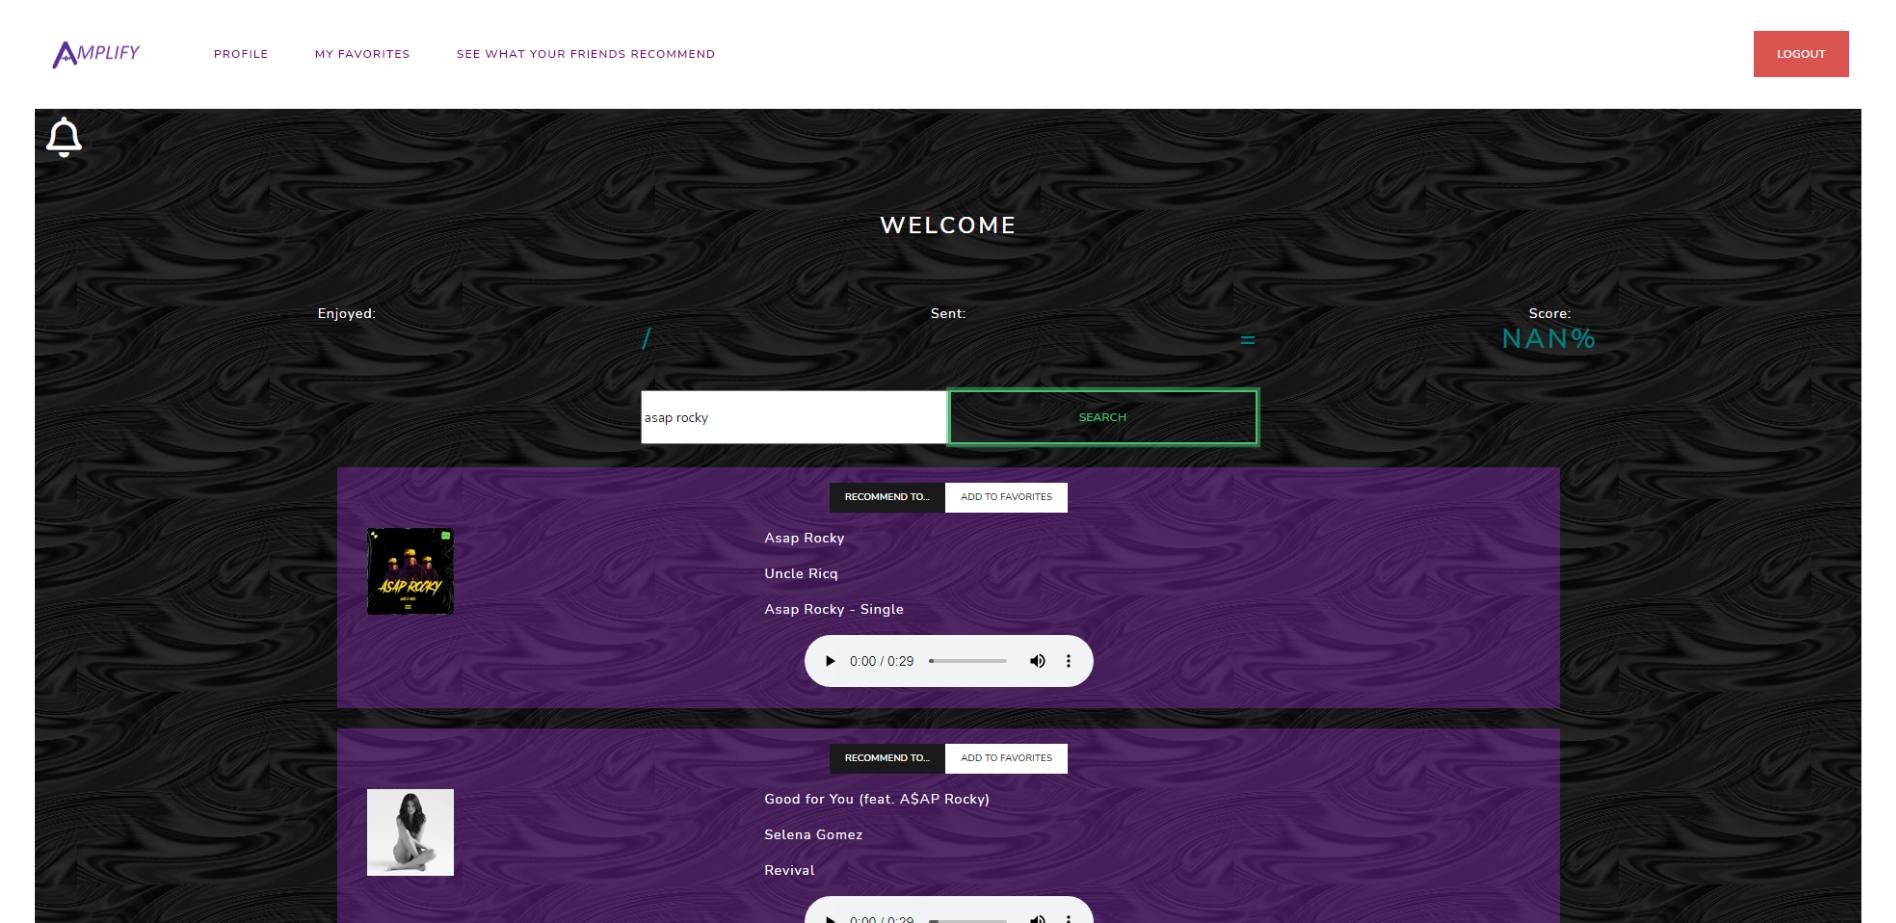 AMPLIFY PROFILE MY FAVORITES SEE WHAT YOUR FRIENDS RECOMMEND LOGOUT
WELCOME
Enjoyed: Sent: Score:
/ = NAN%
asap rocky SEARCH
RECOMMEND TO... ADD TO FAVORITES
ASAP ROCKY
Asap Rocky
Uncle Ricq
Asap Rocky - Single
0:00 / 0:29
RECOMMEND TO... ADD TO FAVORITES
Good for You (feat. A$AP Rocky)
Selena Gomez
Revival
0:00 / 0:29